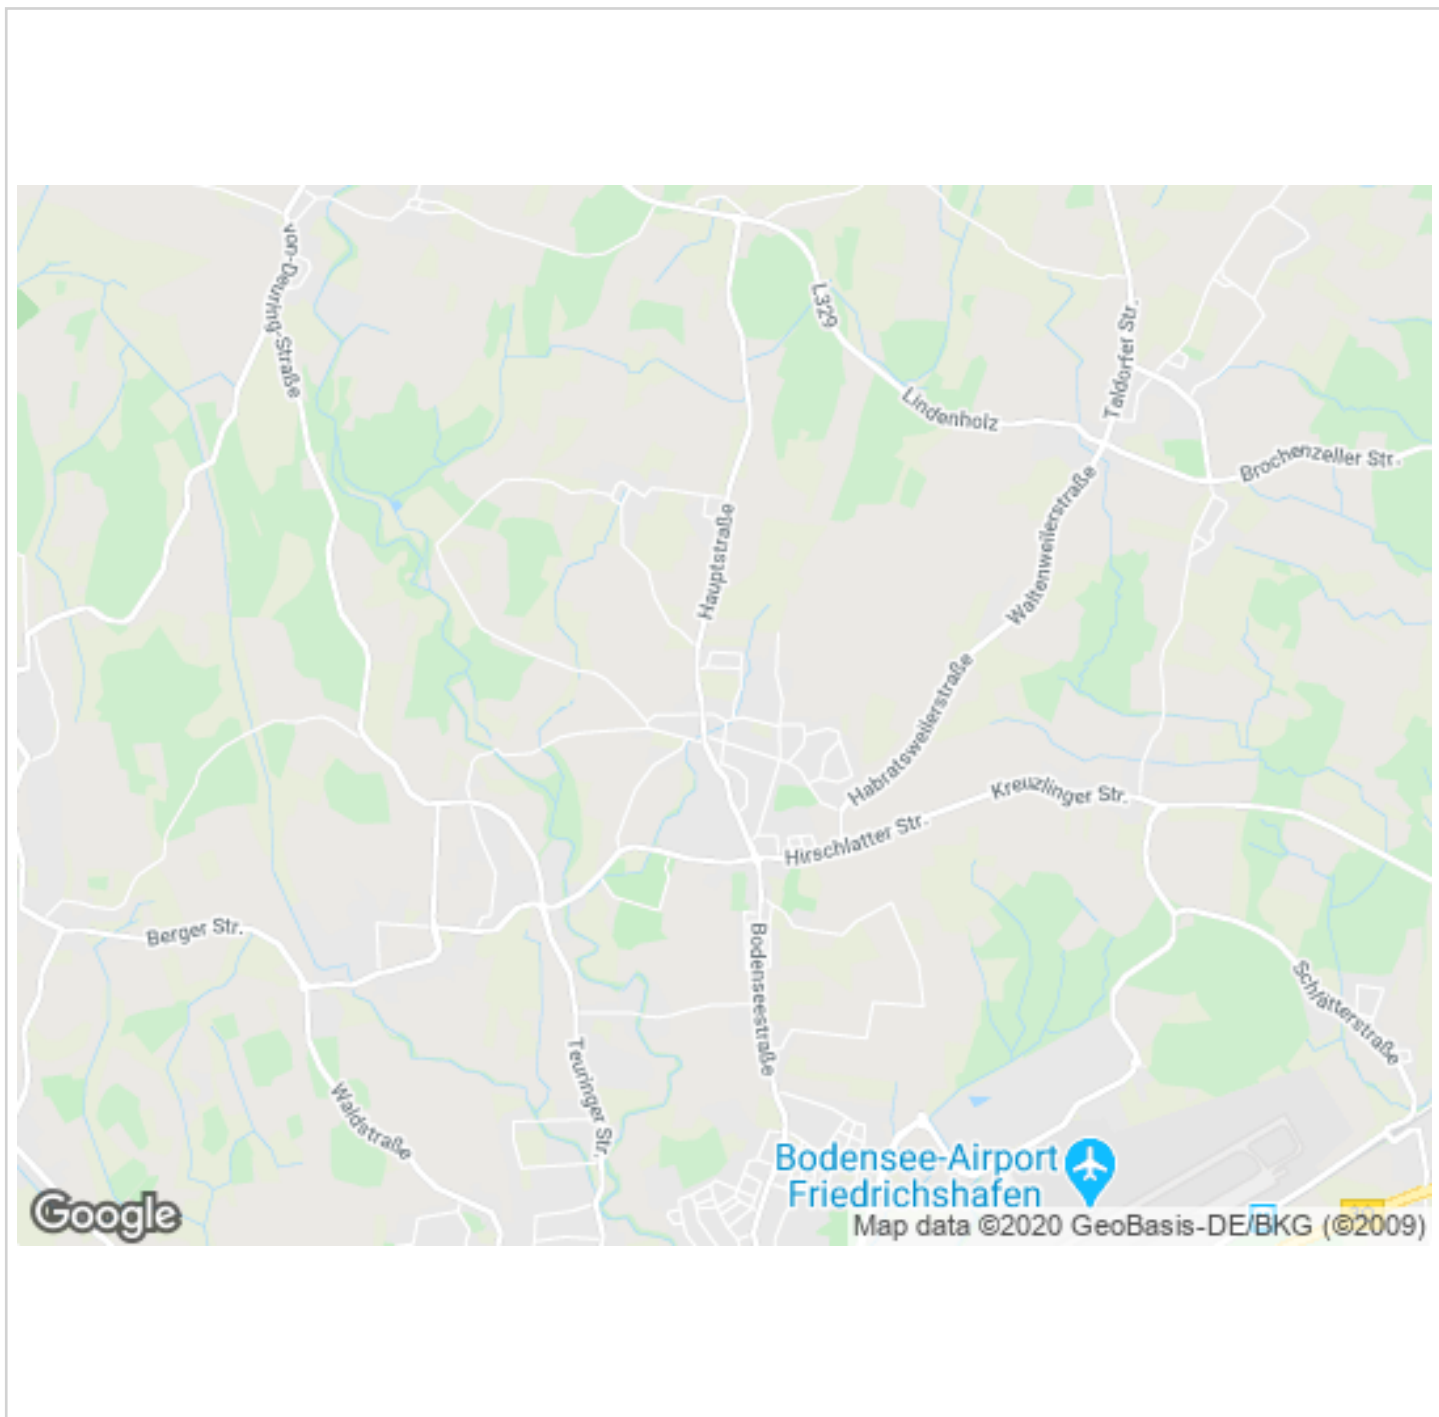 von-Deuring-Straße
L329
Taldorfer Str.
Lindenholz
Brochenzeller Str.
Hauptstraße
Waltenweilerstraße
Habratsweilerstraße
Kreuzlinger Str.
Hirschlatter Str.
Berger Str.
Bodenseestraße
Schlätterstraße
Teuringer Str.
Waldstraße
Bodensee-Airport
Friedrichshafen
Google
Map data ©2020 GeoBasis-DE/BKG (©2009)